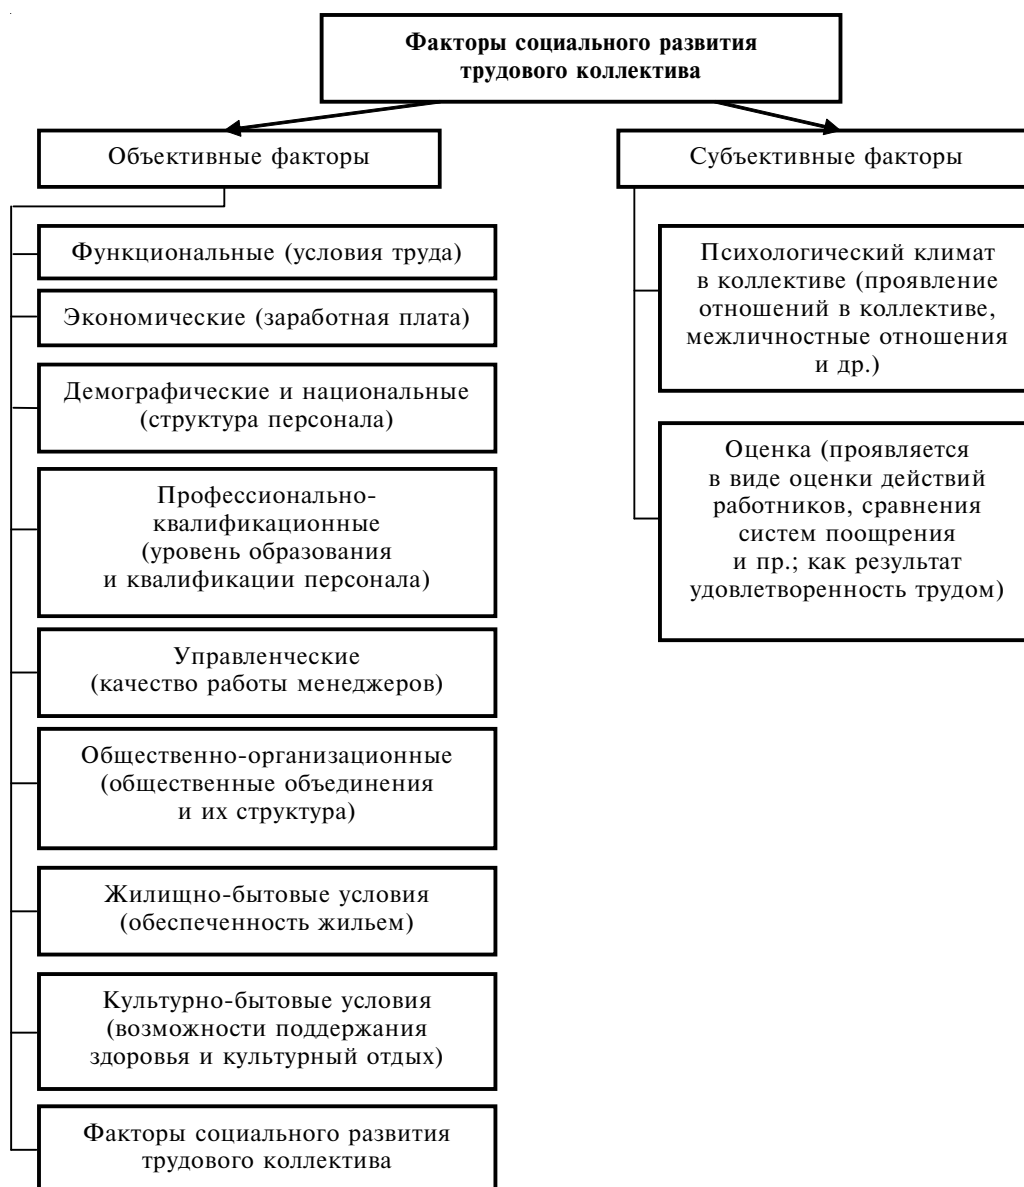 Факторы социального развития
трудового коллектива
Объективные факторы
Функциональные (условия труда)
Экономические (заработная плата)
Демографические и национальные
(структура персонала)
Профессионально-
квалификационные
(уровень образования
и квалификации персонала)
Управленческие
(качество работы менеджеров)
Общественно-организационные
(общественные объединения
и их структура)
Жилищно-бытовые условия
(обеспеченность жильем)
Культурно-бытовые условия
(возможности поддержания
здоровья и культурный отдых)
Факторы социального развития
трудового коллектива
Субъективные факторы
Психологический климат
в коллективе (проявление
отношений в коллективе,
межличностные отношения
и др.)
Оценка (проявляется
в виде оценки действий
работников, сравнения
систем поощрения
и пр.; как результат
удовлетворенность трудом)